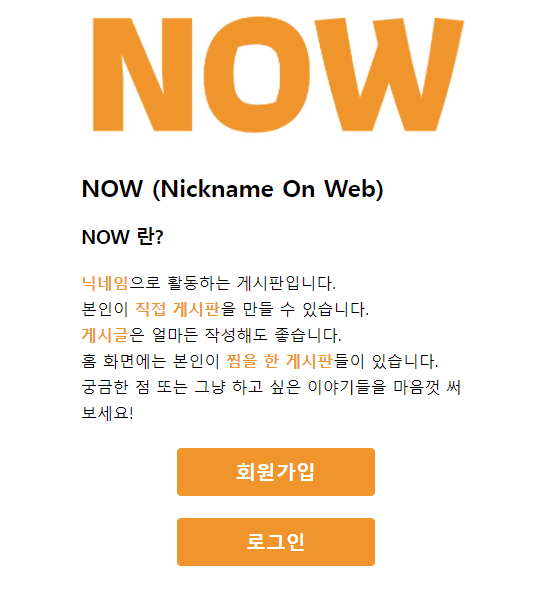 NOW
NOW (Nickname On Web)
NOW 란?
닉네임으로 활동하는 게시판입니다.
본인이 직접 게시판을 만들 수 있습니다.
게시글은 얼마든 작성해도 좋습니다.
홈 화면에는 본인이 찜을 한 게시판들이 있습니다.
궁금한 점 또는 그냥 하고 싶은 이야기들을 마음껏 써
보세요!
회원가입
로그인